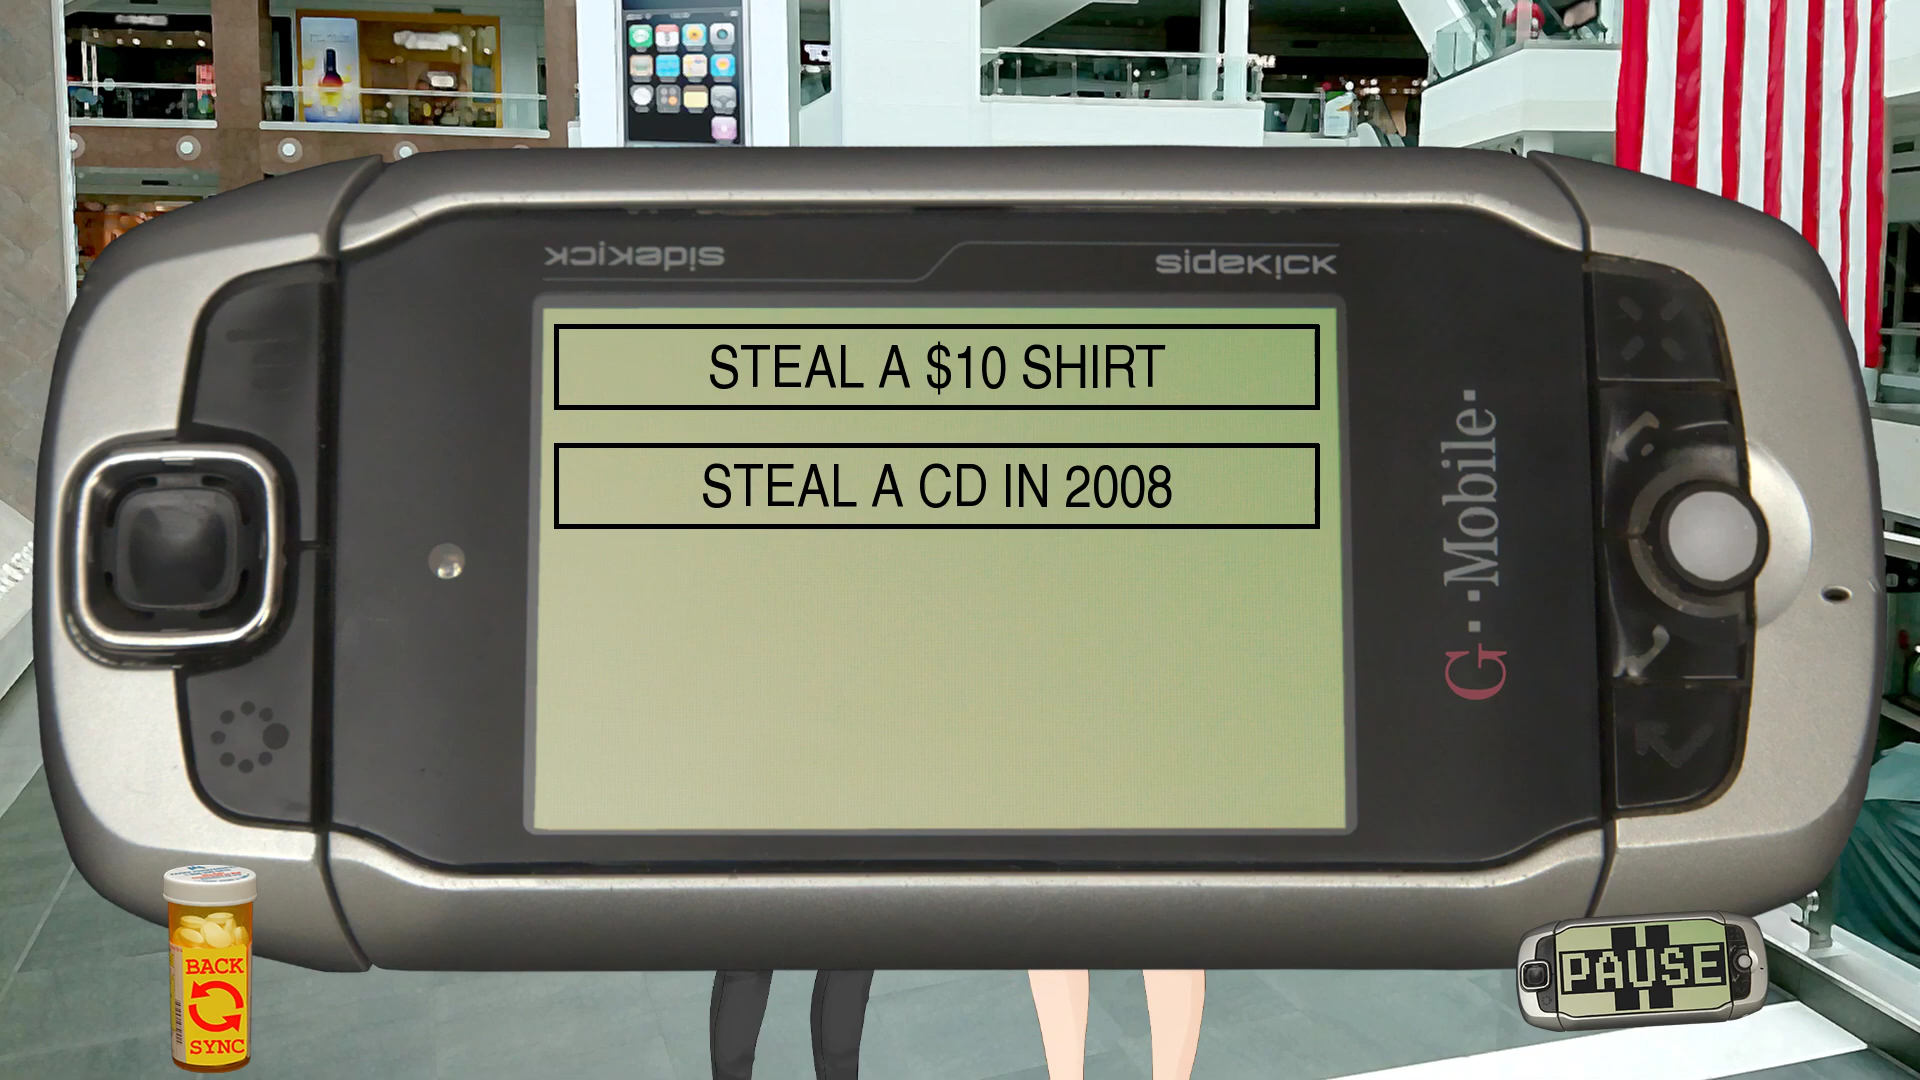 sidekick
sidekick
STEAL A $10 SHIRT
STEAL A CD IN 2008
G··Mobile·
BACK
SYNC
PAUSE